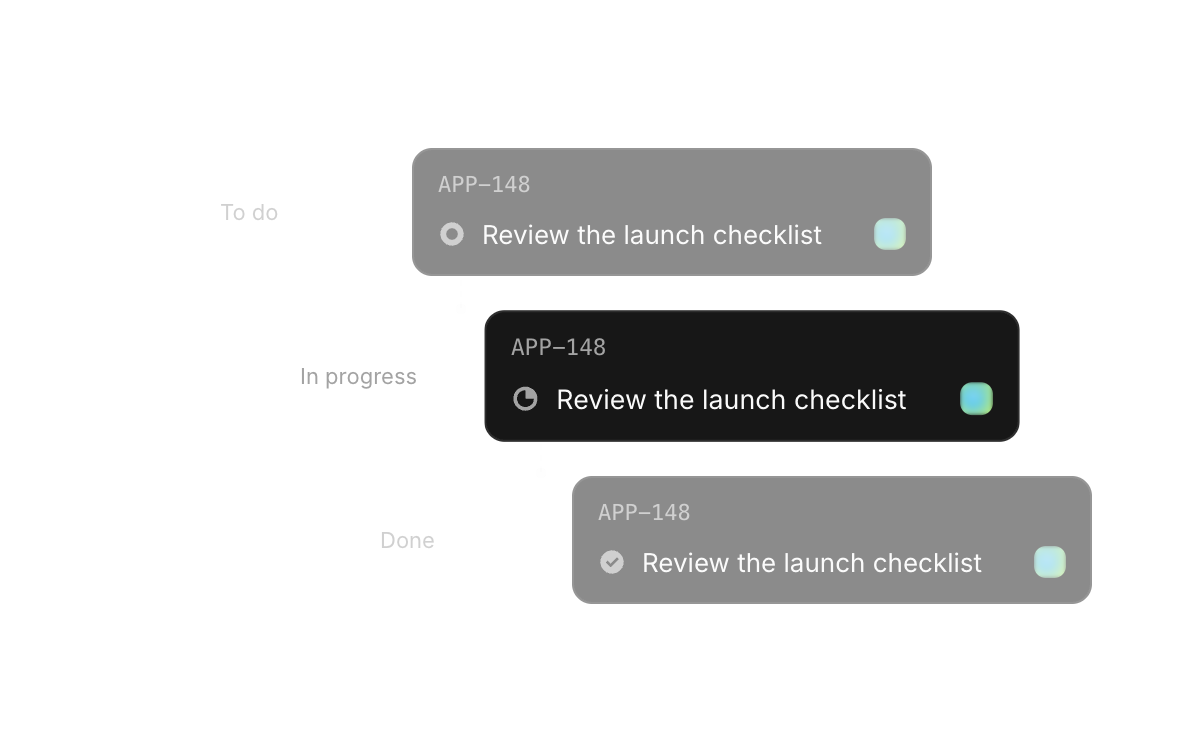 APP–148
To do
Review the launch checklist
APP–148
In progress
Review the launch checklist
APP–148
Done
Review the launch checklist